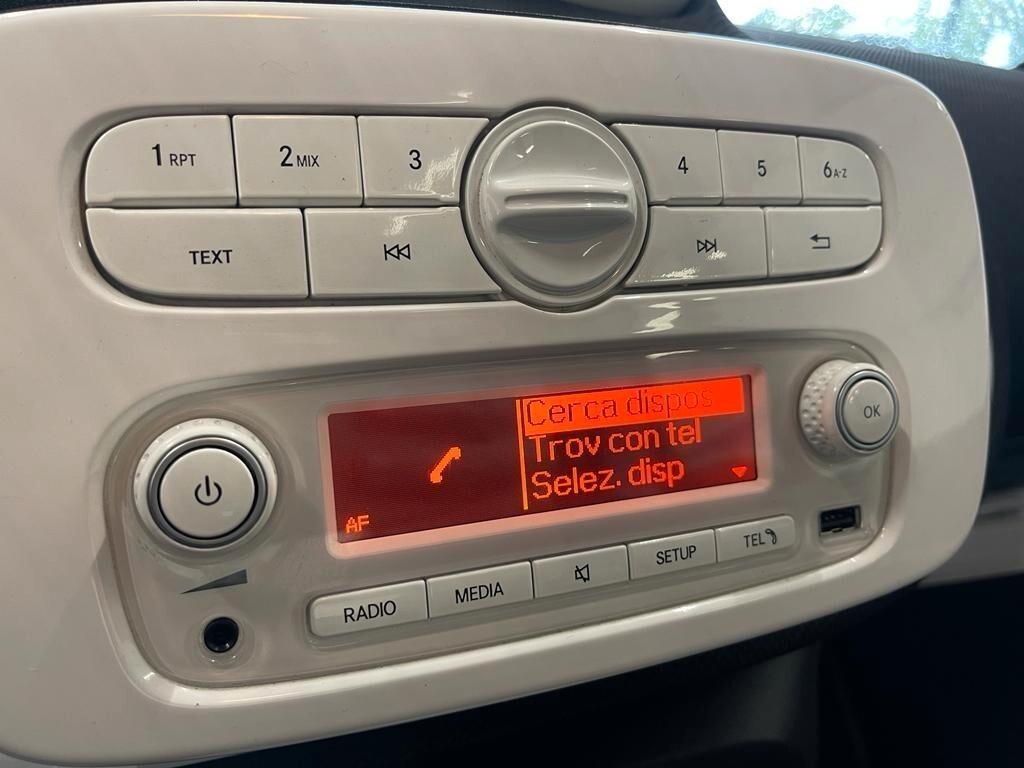 1 RPT
2 MIX
3
4
5
6 A-Z
TEXT
Cerca dispos
Trov con tel
Selez. disp
AF
OK
RADIO
MEDIA
SETUP
TEL